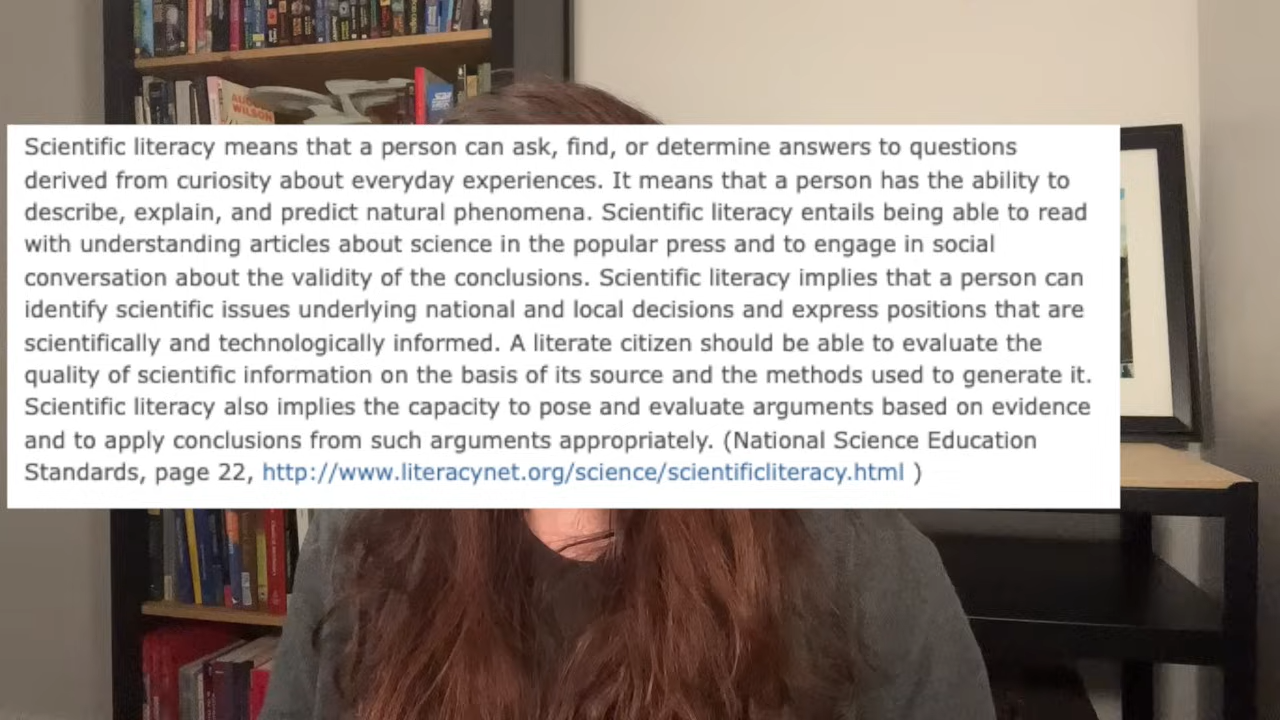 ALI
WILSON
Scientific literacy means that a person can ask, find, or determine answers to questions
derived from curiosity about everyday experiences. It means that a person has the ability to
describe, explain, and predict natural phenomena. Scientific literacy entails being able to read
with understanding articles about science in the popular press and to engage in social
conversation about the validity of the conclusions. Scientific literacy implies that a person can
identify scientific issues underlying national and local decisions and express positions that are
scientifically and technologically informed. A literate citizen should be able to evaluate the
quality of scientific information on the basis of its source and the methods used to generate it.
Scientific literacy also implies the capacity to pose and evaluate arguments based on evidence
and to apply conclusions from such arguments appropriately. (National Science Education
Standards, page 22, http://www.literacynet.org/science/scientificliteracy.html )